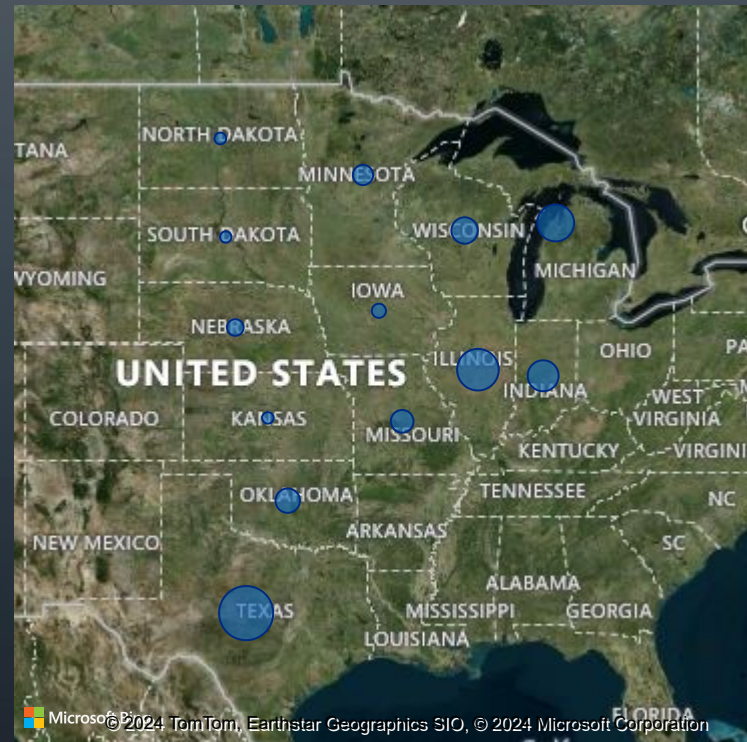 NORTH DAKOTA
TANA
MINNESOTA
SOUTH DAKOTA
WISCONSIN
MICHIGAN
WYOMING
IOWA
NEBRASKA
OHIO
PA
ILLINOIS
UNITED STATES
INDIANA
WEST
VIRGINIA
COLORADO
KANSAS
MISSOURI
KENTUCKY
VIRGINI
OKLAHOMA
TENNESSEE
NC
ARKANSAS
NEW MEXICO
SC
ALABAMA
TEXAS
MISSISSIPPI
GEORGIA
LOUISIANA
FLORIDA
Microsoft Bing
© 2024 TomTom, Earthstar Geographics SIO, © 2024 Microsoft Corporation